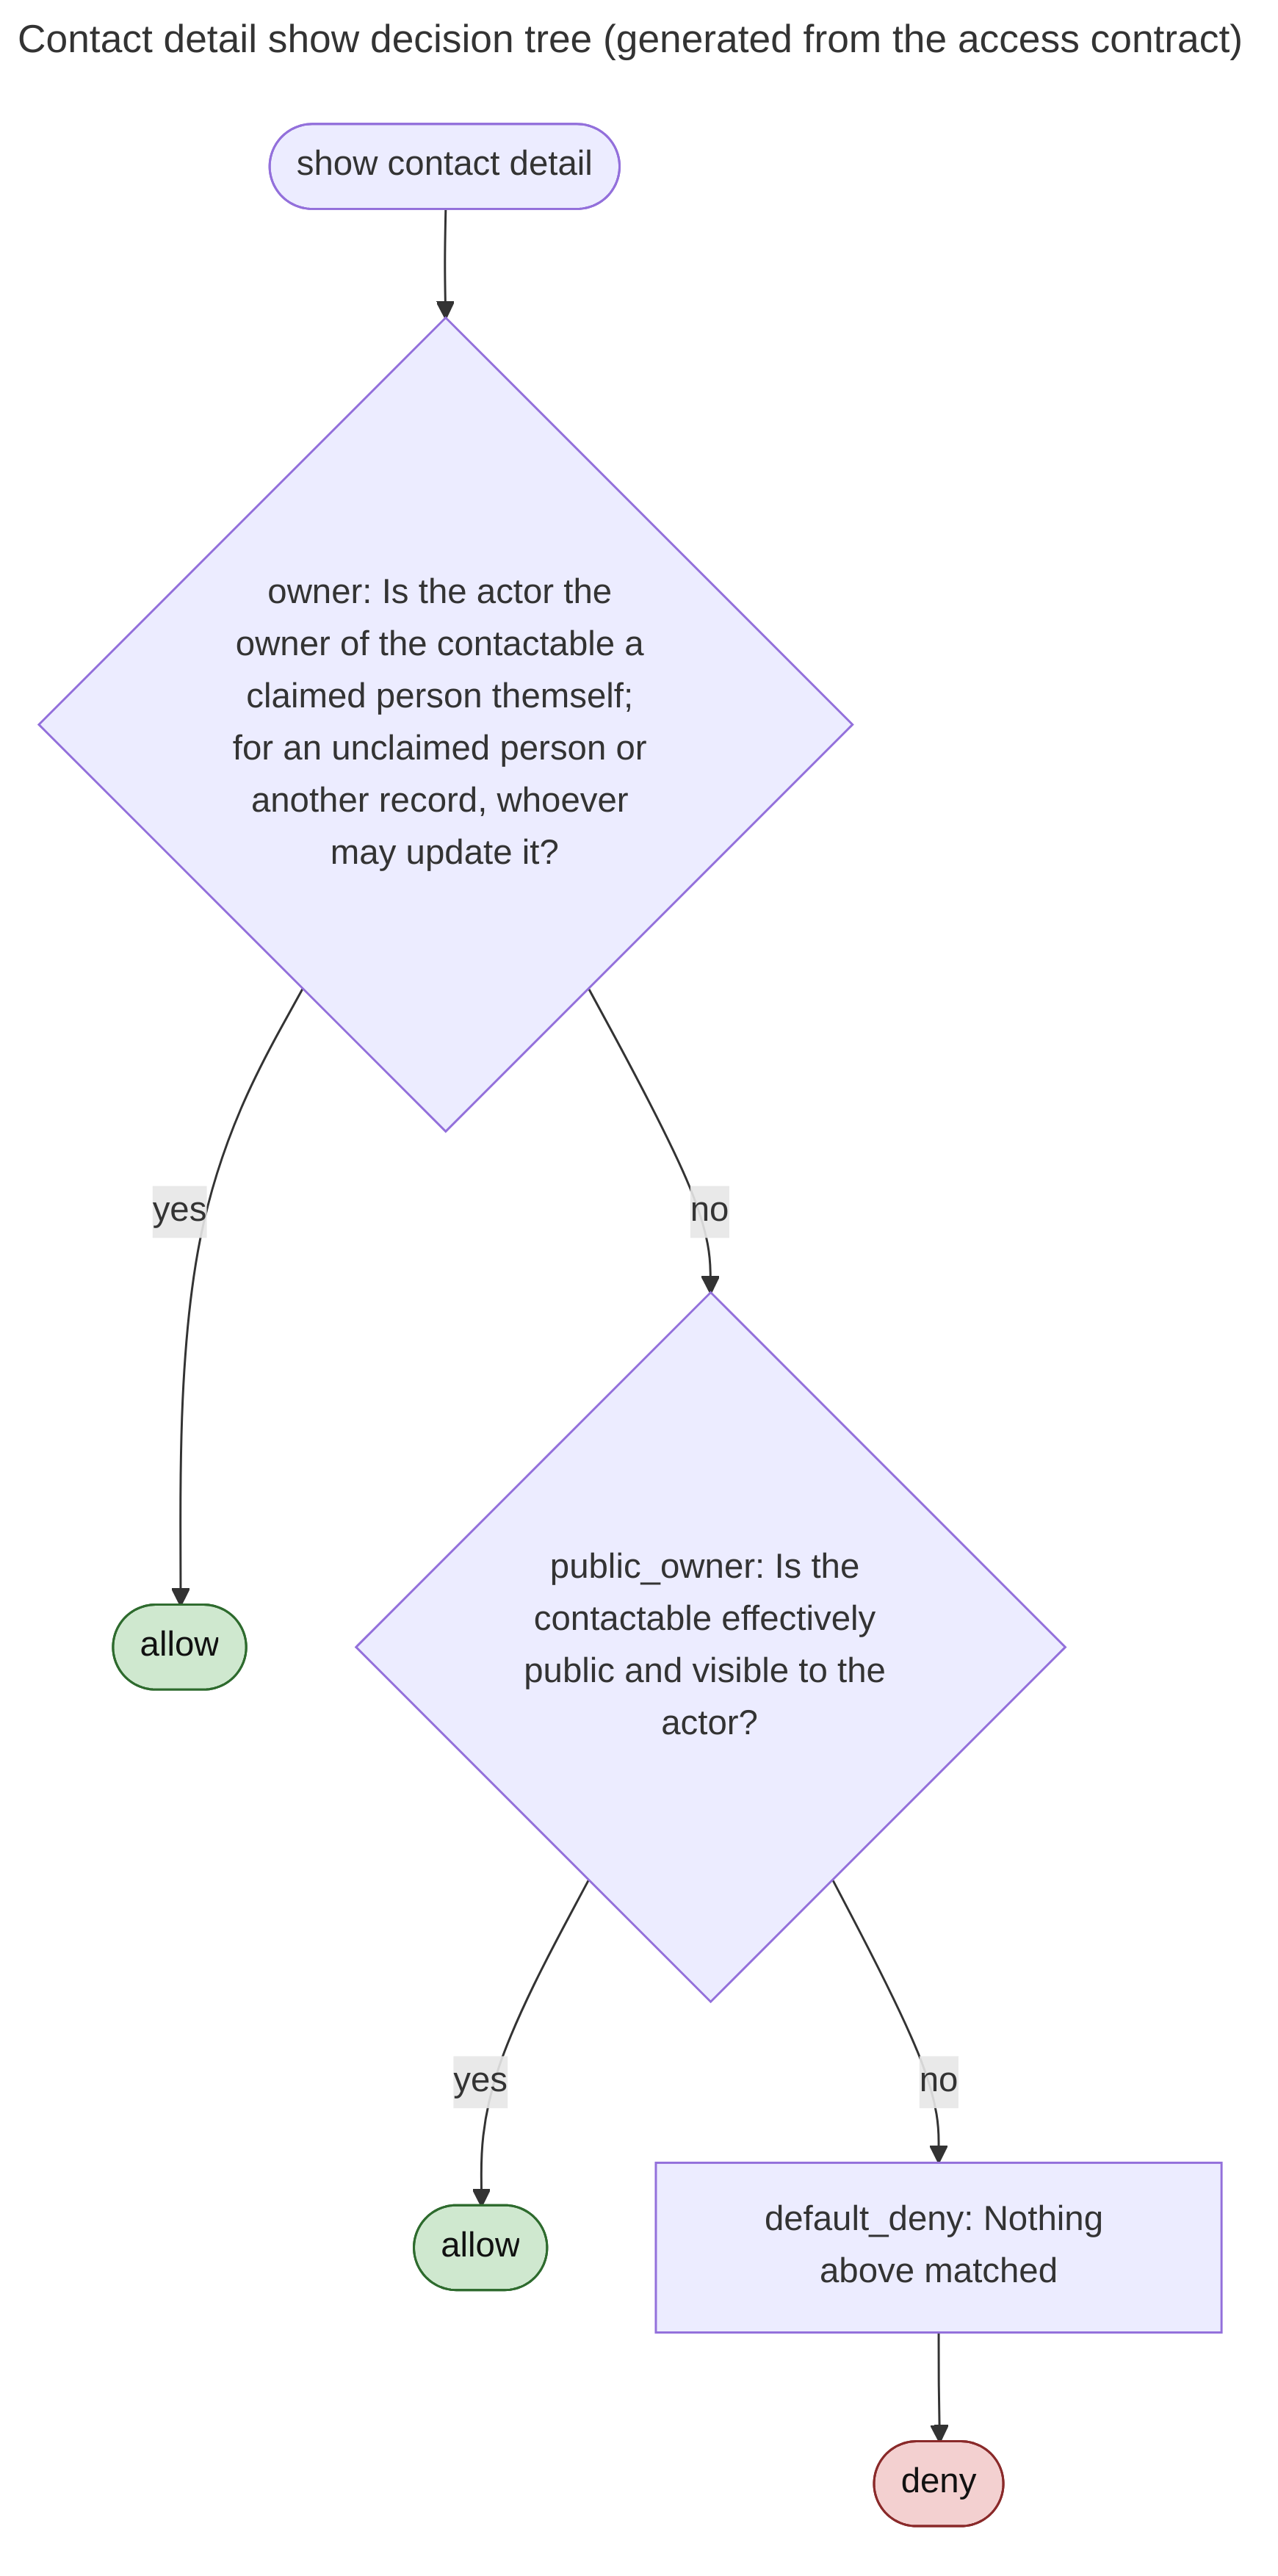 Contact detail show decision tree (generated from the access contract)
show contact detail
owner: Is the actor the
owner of the contactable a
claimed person themself;
for an unclaimed person or
another record, whoever
may update it?
yes
no
public_owner: Is the
contactable effectively
public and visible to the
actor?
allow
yes
no
default_deny: Nothing
above matched
allow
deny